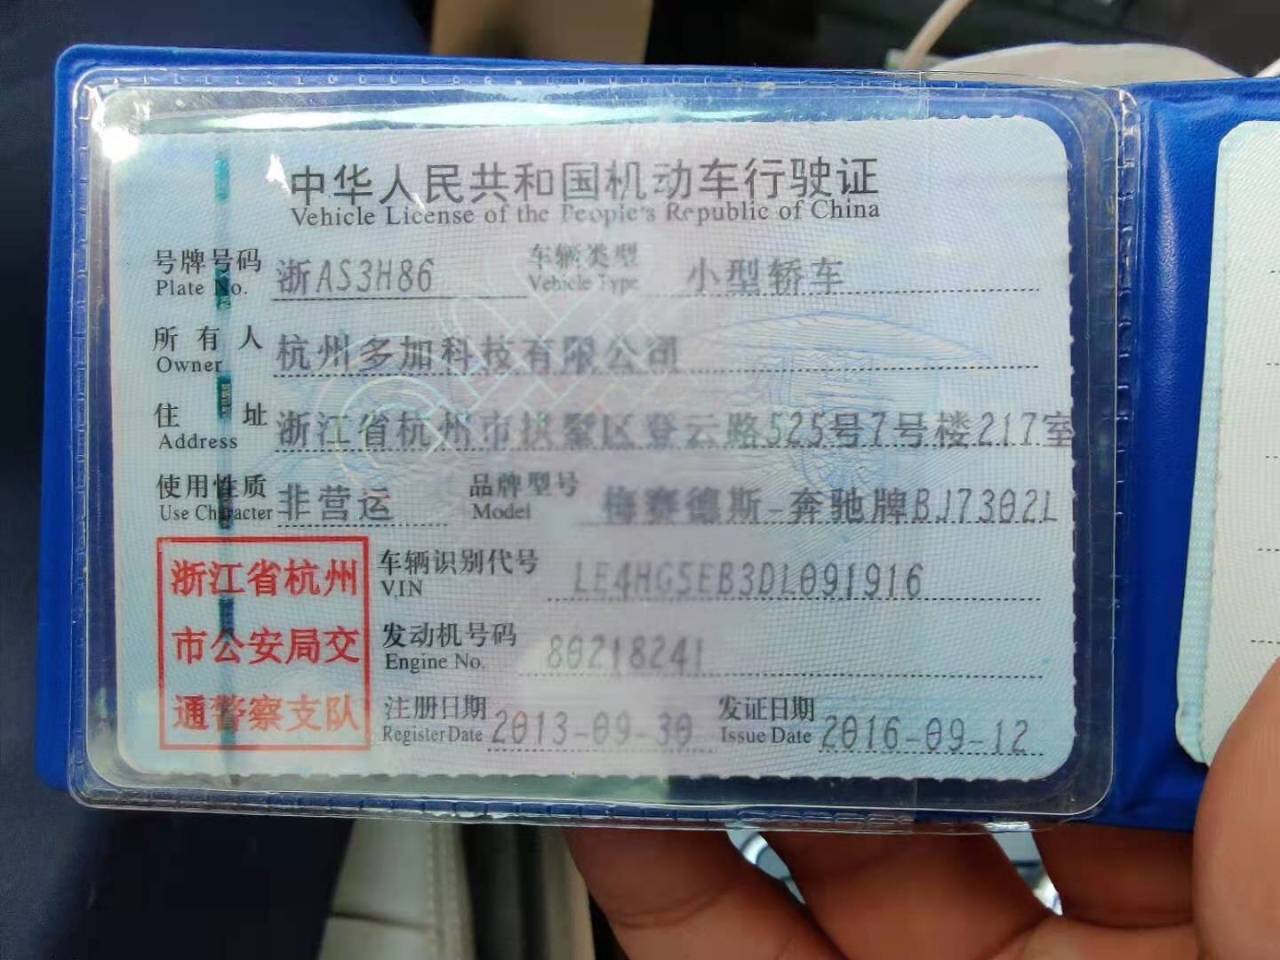 中华人民共和国机动车行驶证
Vehicle License of the People's Republic of China
号牌号码 浙AS3H86 车辆类型 小型轿车
Plate No. Vehicle Type
所有人 杭州多加科技有限公司
Owner
住址 浙江省杭州市拱墅区登云路525号7号楼217室
Address
使用性质 非营运 品牌型号 梅赛德斯-奔驰牌BJ7302L
Use Character Model
浙江省杭州
市公安局交
通警察支队
车辆识别代号 LE4HG5EB3DL091916
VIN
发动机号码 80218241
Engine No.
注册日期 2013-09-30 发证日期 2016-09-12
Register Date Issue Date